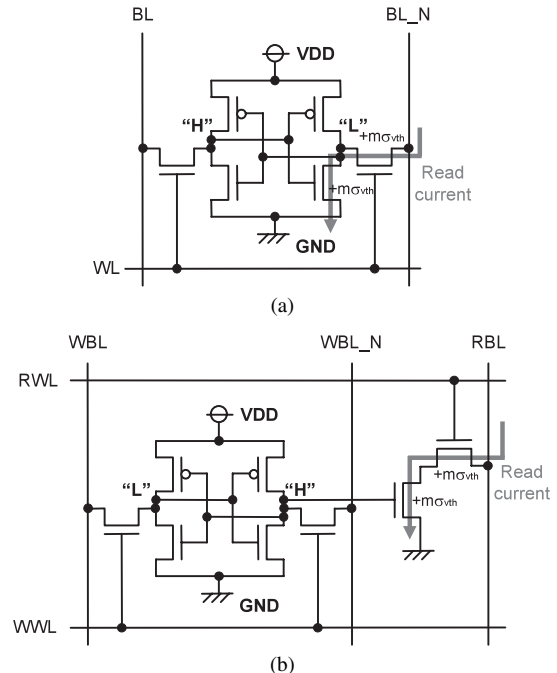 BL BL_N
VDD
"H" "L" +mσvth
+mσvth Read current
GND
WL
(a)
WBL WBL_N RBL
RWL
VDD
"L" "H" +mσvth Read current
+mσvth
GND
WWL
(b)